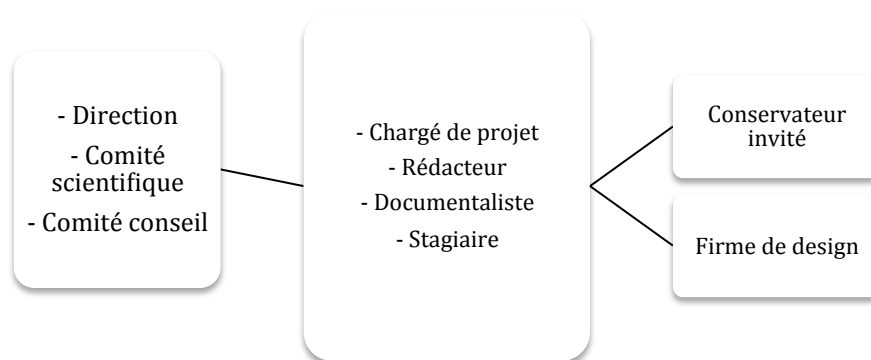 - Direction
- Comité
scientifique
- Comité conseil
- Chargé de projet
- Rédacteur
- Documentaliste
- Stagiaire
Conservateur
invité
Firme de design